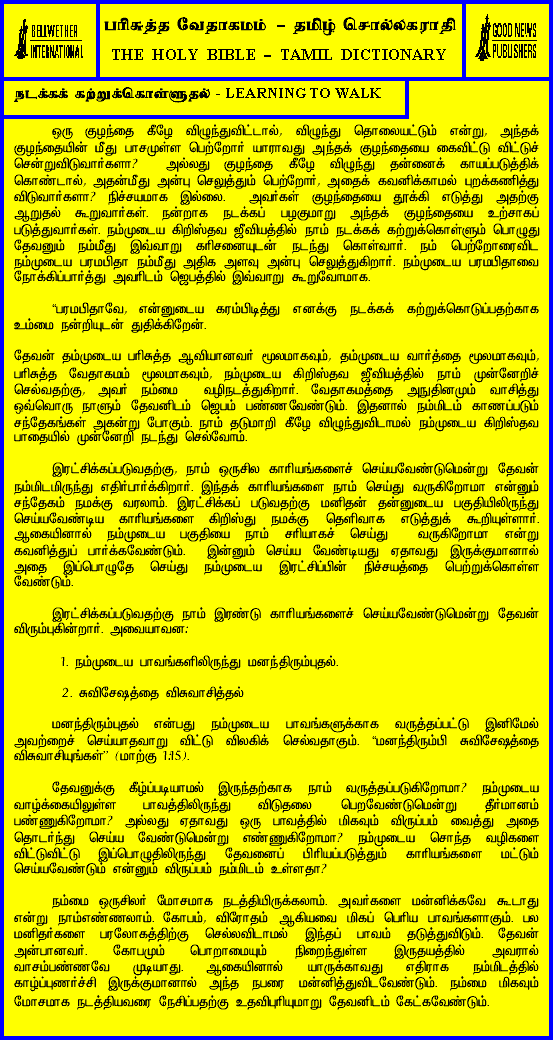 BELLWETHER
INTERNATIONAL
பரிசுத்த வேதாகமம் – தமிழ் சொல்லகராதி
THE HOLY BIBLE – TAMIL DICTIONARY
GOOD NEWS
PUBLISHERS
நடக்கக் கற்றுக்கொள்ளுதல் - LEARNING TO WALK
ஒரு குழந்தை கீழே விழுந்துவிட்டால், விழுந்து தொலையட்டும் என்று, அந்தக்
குழந்தையின் மீது பாசமுள்ள பெற்றோர் யாராவது அந்தக் குழந்தையை கைவிட்டு விட்டுச்
சென்றுவிடுவார்களா? அல்லது குழந்தை கீழே விழுந்து தன்னைக் காயப்படுத்திக்
கொண்டால், அதன்மீது அன்பு செலுத்தும் பெற்றோர், அதைக் கவனிக்காமல் புறக்கணித்து
விடுவார்களா? நிச்சயமாக இல்லை. அவர்கள் குழந்தையை தூக்கி எடுத்து அதற்கு
ஆறுதல் கூறுவார்கள். நன்றாக நடக்கப் பழகுமாறு அந்தக் குழந்தையை உற்சாகப்
படுத்துவார்கள். நம்முடைய கிறிஸ்தவ ஜீவியத்தில் நாம் நடக்கக் கற்றுக்கொள்ளும் பொழுது
தேவனும் நம்மீது இவ்வாறு கரிசனையுடன் நடந்து கொள்வார். நம் பெற்றோரைவிட
நம்முடைய பரமபிதா நம்மீது அதிக அளவு அன்பு செலுத்துகிறார். நம்முடைய பரமபிதாவை
நோக்கிப்பார்த்து அவரிடம் ஜெபத்தில் இவ்வாறு கூறுவோமாக.
“பரமபிதாவே, என்னுடைய கரம்பிடித்து எனக்கு நடக்கக் கற்றுக்கொடுப்பதற்காக
உம்மை நன்றியுடன் துதிக்கிறேன்.
தேவன் தம்முடைய பரிசுத்த ஆவியானவர் மூலமாகவும், தம்முடைய வார்த்தை மூலமாகவும்,
பரிசுத்த வேதாகமம் மூலமாகவும், நம்முடைய கிறிஸ்தவ ஜீவியத்தில் நாம் முன்னேறிச்
செல்வதற்கு, அவர் நம்மை வழிநடத்துகிறார். வேதாகமத்தை அநுதினமும் வாசித்து
ஒவ்வொரு நாளும் தேவனிடம் ஜெபம் பண்ணவேண்டும். இதனால் நம்மிடம் காணப்படும்
சந்தேகங்கள் அகன்று போகும். நாம் தடுமாறி கீழே விழுந்துவிடாமல் நம்முடைய கிறிஸ்தவ
பாதையில் முன்னேறி நடந்து செல்வோம்.
இரட்சிக்கப்படுவதற்கு, நாம் ஒருசில காரியங்களைச் செய்யவேண்டுமென்று தேவன்
நம்மிடமிருந்து எதிர்பார்க்கிறார். இந்தக் காரியங்களை நாம் செய்து வருகிறோமா என்னும்
சந்தேகம் நமக்கு வரலாம். இரட்சிக்கப் படுவதற்கு மனிதன் தன்னுடைய பகுதியிலிருந்து
செய்யவேண்டிய காரியங்களை கிறிஸ்து நமக்கு தெளிவாக எடுத்துக் கூறியுள்ளார்.
ஆகையினால் நம்முடைய பகுதியை நாம் சரியாகச் செய்து வருகிறோமா என்று
கவனித்துப் பார்க்கவேண்டும். இன்னும் செய்ய வேண்டியது ஏதாவது இருக்குமானால்
அதை இப்பொழுதே செய்து நம்முடைய இரட்சிப்பின் நிச்சயத்தை பெற்றுக்கொள்ள
வேண்டும்.
இரட்சிக்கப்படுவதற்கு நாம் இரண்டு காரியங்களைச் செய்யவேண்டுமென்று தேவன்
விரும்புகின்றார். அவையாவன:
1. நம்முடைய பாவங்களிலிருந்து மனந்திரும்புதல்.
2. சுவிசேஷத்தை விசுவாசித்தல்
மனந்திரும்புதல் என்பது நம்முடைய பாவங்களுக்காக வருத்தப்பட்டு இனிமேல்
அவற்றைச் செய்யாதவாறு விட்டு விலகிக் செல்வதாகும். “மனந்திரும்பி சுவிசேஷத்தை
விசுவாசியுங்கள்” (மாற்கு 1:15).
தேவனுக்கு கீழ்ப்படியாமல் இருந்தற்காக நாம் வருத்தப்படுகிறோமா? நம்முடைய
வாழ்க்கையிலுள்ள பாவத்திலிருந்து விடுதலை பெறவேண்டுமென்று தீர்மானம்
பண்ணுகிறோமா? அல்லது ஏதாவது ஒரு பாவத்தில் மிகவும் விருப்பம் வைத்து அதை
தொடர்ந்து செய்ய வேண்டுமென்று எண்ணுகிறோமா? நம்முடைய சொந்த வழிகளை
விட்டுவிட்டு இப்பொழுதிலிருந்து தேவனைப் பிரியப்படுத்தும் காரியங்களை மட்டும்
செய்யவேண்டும் என்னும் விருப்பம் நம்மிடம் உள்ளதா?
நம்மை ஒருசிலர் மோசமாக நடத்தியிருக்கலாம். அவர்களை மன்னிக்கவே கூடாது
என்று நாம்எண்ணலாம். கோபம், விரோதம் ஆகியவை மிகப் பெரிய பாவங்களாகும். பல
மனிதர்களை பரலோகத்திற்கு செல்லவிடாமல் இந்தப் பாவம் தடுத்துவிடும். தேவன்
அன்பானவர். கோபமும் பொறாமையும் நிறைந்துள்ள இருதயத்தில் அவரால்
வாசம்பண்ணவே முடியாது. ஆகையினால் யாருக்காவது எதிராக நம்மிடத்தில்
காழ்ப்புணர்ச்சி இருக்குமானால் அந்த நபரை மன்னித்துவிடவேண்டும். நம்மை மிகவும்
மோசமாக நடத்தியவரை நேசிப்பதற்கு உதவிபுரியுமாறு தேவனிடம் கேட்கவேண்டும்.